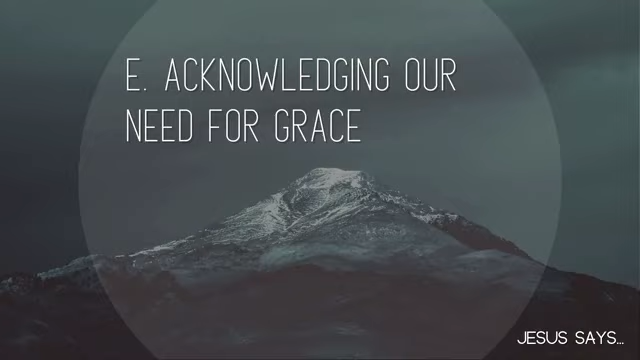 E. ACKNOWLEDGING OUR
NEED FOR GRACE
JESUS SAYS...